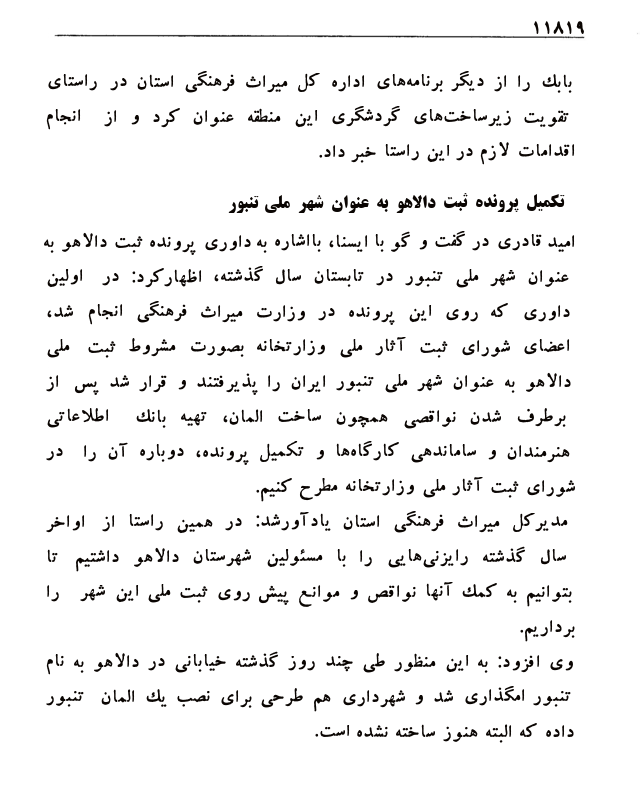 ۱۱۸۱۹
بابك را از دیگر برنامه‌های اداره کل میراث فرهنگی استان در راستای
تقویت زیرساخت‌های گردشگری این منطقه عنوان کرد و از انجام
اقدامات لازم در این راستا خبر داد.
تکمیل پرونده ثبت دالاهو به عنوان شهر ملی تنبور
امید قادری در گفت و گو با ایسنا، بااشاره به داوری پرونده ثبت دالاهو به
عنوان شهر ملی تنبور در تابستان سال گذشته، اظهارکرد: در اولین
داوری که روی این پرونده در وزارت میراث فرهنگی انجام شد،
اعضای شورای ثبت آثار ملی وزارتخانه بصورت مشروط ثبت ملی
دالاهو به عنوان شهر ملی تنبور ایران را پذیرفتند و قرار شد پس از
برطرف شدن نواقصی همچون ساخت المان، تهیه بانك اطلاعاتی
هنرمندان و ساماندهی کارگاه‌ها و تکمیل پرونده، دوباره آن را در
شورای ثبت آثار ملی وزارتخانه مطرح کنیم.
مدیرکل میراث فرهنگی استان یادآورشد: در همین راستا از اواخر
سال گذشته رایزنی‌هایی را با مسئولین شهرستان دالاهو داشتیم تا
بتوانیم به کمك آنها نواقص و موانع پیش روی ثبت ملی این شهر را
برداریم.
وی افزود: به این منظور طی چند روز گذشته خیابانی در دالاهو به نام
تنبور امگذاری شد و شهرداری هم طرحی برای نصب یك المان تنبور
داده که البته هنوز ساخته نشده است.